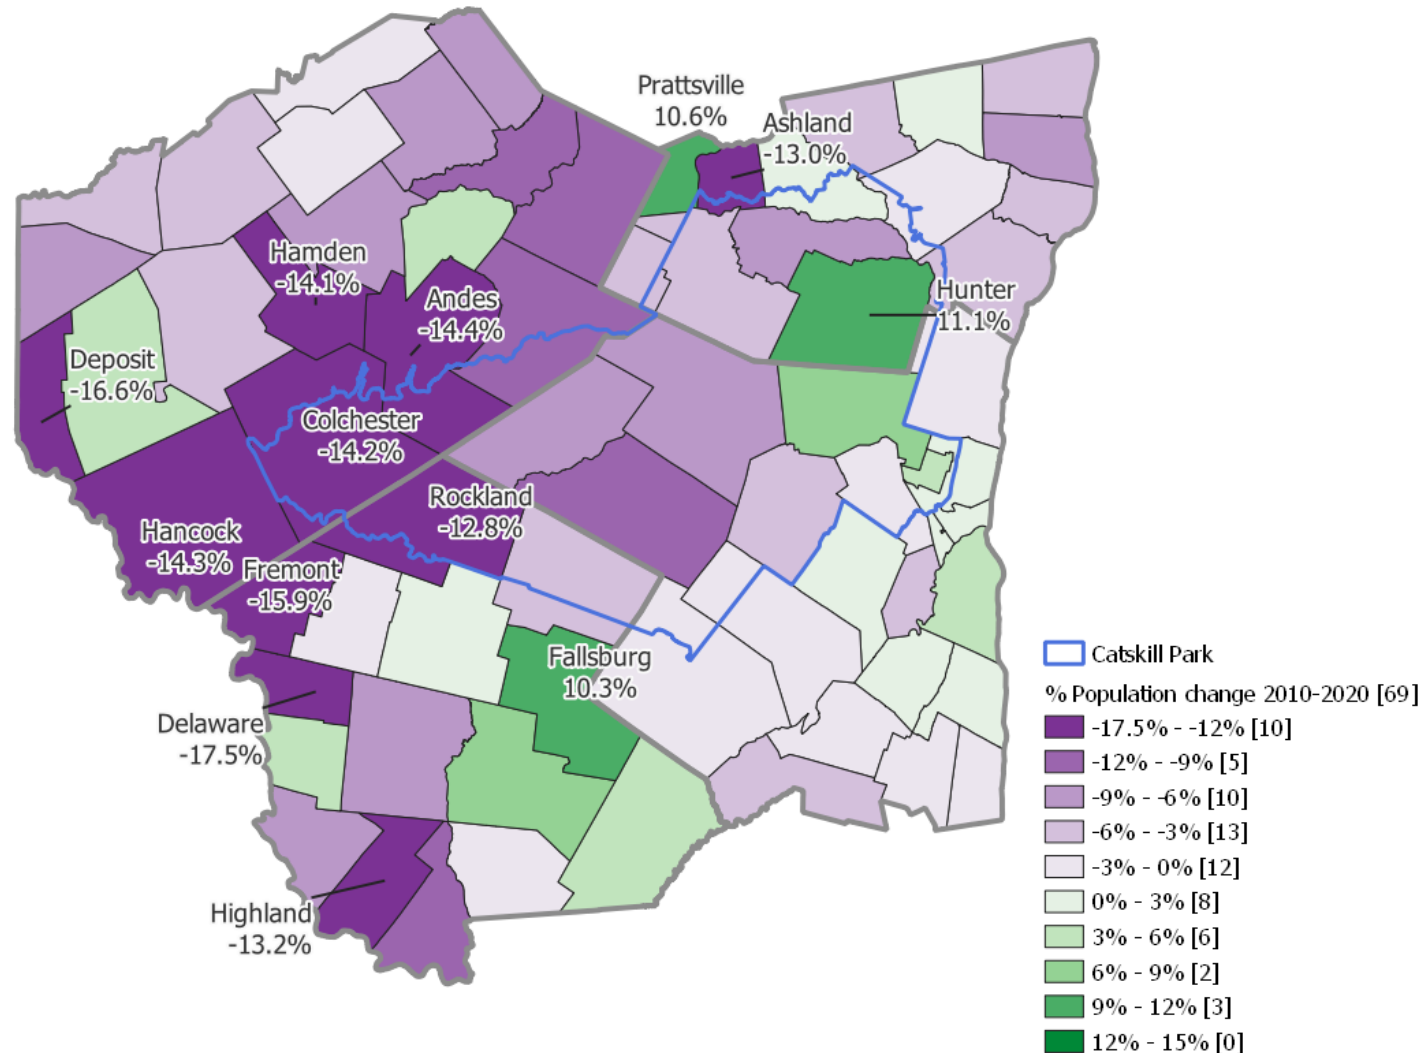 Prattsville
10.6%
Ashland
-13.0%
Hamden
-14.1%
Andes
-14.4%
Hunter
11.1%
Deposit
-16.6%
Colchester
-14.2%
Rockland
-12.8%
Hancock
-14.3%
Fremont
-15.9%
Fallsburg
10.3%
Delaware
-17.5%
Highland
-13.2%
Catskill Park
% Population change 2010-2020 [69]
-17.5% - -12% [10]
-12% - -9% [5]
-9% - -6% [10]
-6% - -3% [13]
-3% - 0% [12]
0% - 3% [8]
3% - 6% [6]
6% - 9% [2]
9% - 12% [3]
12% - 15% [0]